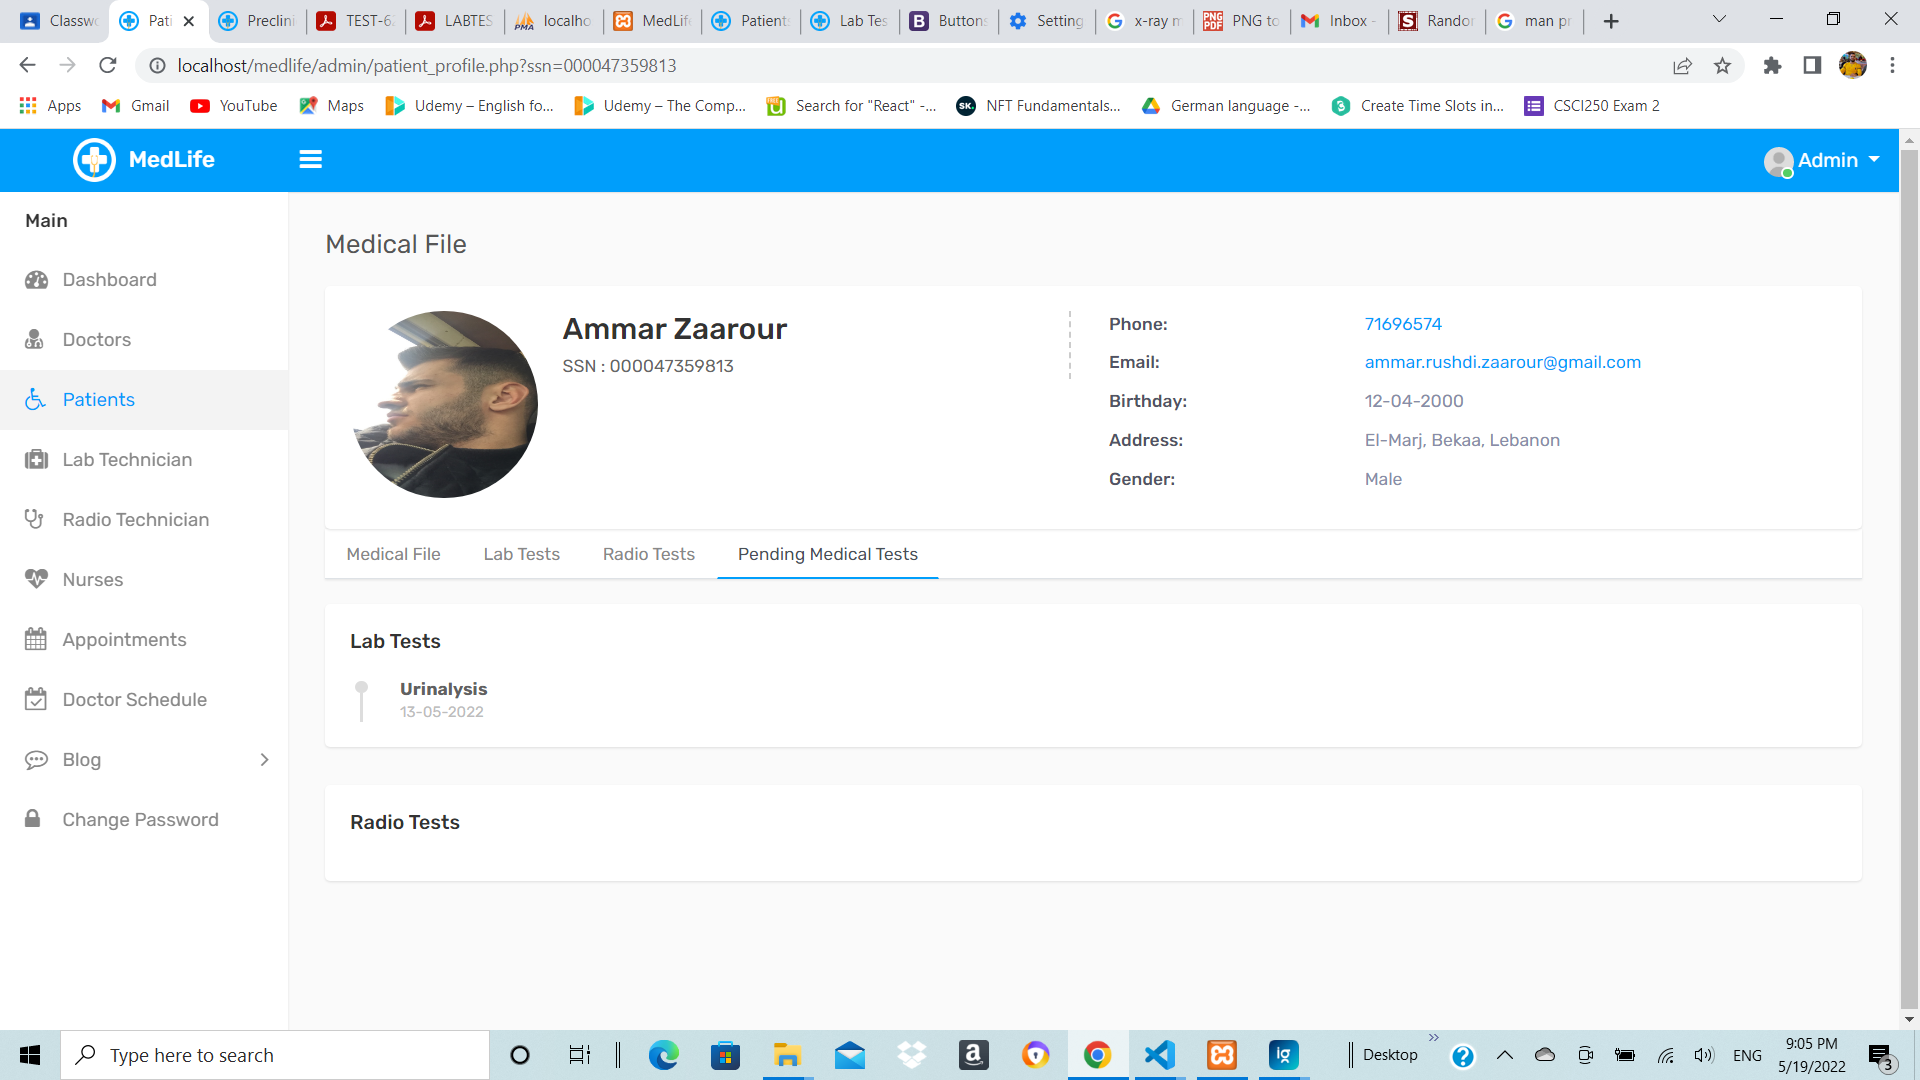 Classw Pati Preclini TEST-62 LABTES localho MedLife Patients Lab Tes Buttons Setting x-ray m PNG to Inbox - Randor man pr
localhost/medlife/admin/patient_profile.php?ssn=000047359813
Apps Gmail YouTube Maps Udemy – English fo... Udemy – The Comp... Search for "React" -... NFT Fundamentals... German language -... Create Time Slots in... CSCI250 Exam 2
MedLife Admin
Main
Dashboard
Doctors
Patients
Lab Technician
Radio Technician
Nurses
Appointments
Doctor Schedule
Blog
Change Password
Medical File
Ammar Zaarour
SSN : 000047359813
Phone: 71696574
Email: ammar.rushdi.zaarour@gmail.com
Birthday: 12-04-2000
Address: El-Marj, Bekaa, Lebanon
Gender: Male
Medical File Lab Tests Radio Tests Pending Medical Tests
Lab Tests
Urinalysis
13-05-2022
Radio Tests
Type here to search
Desktop
ENG
9:05 PM
5/19/2022
3